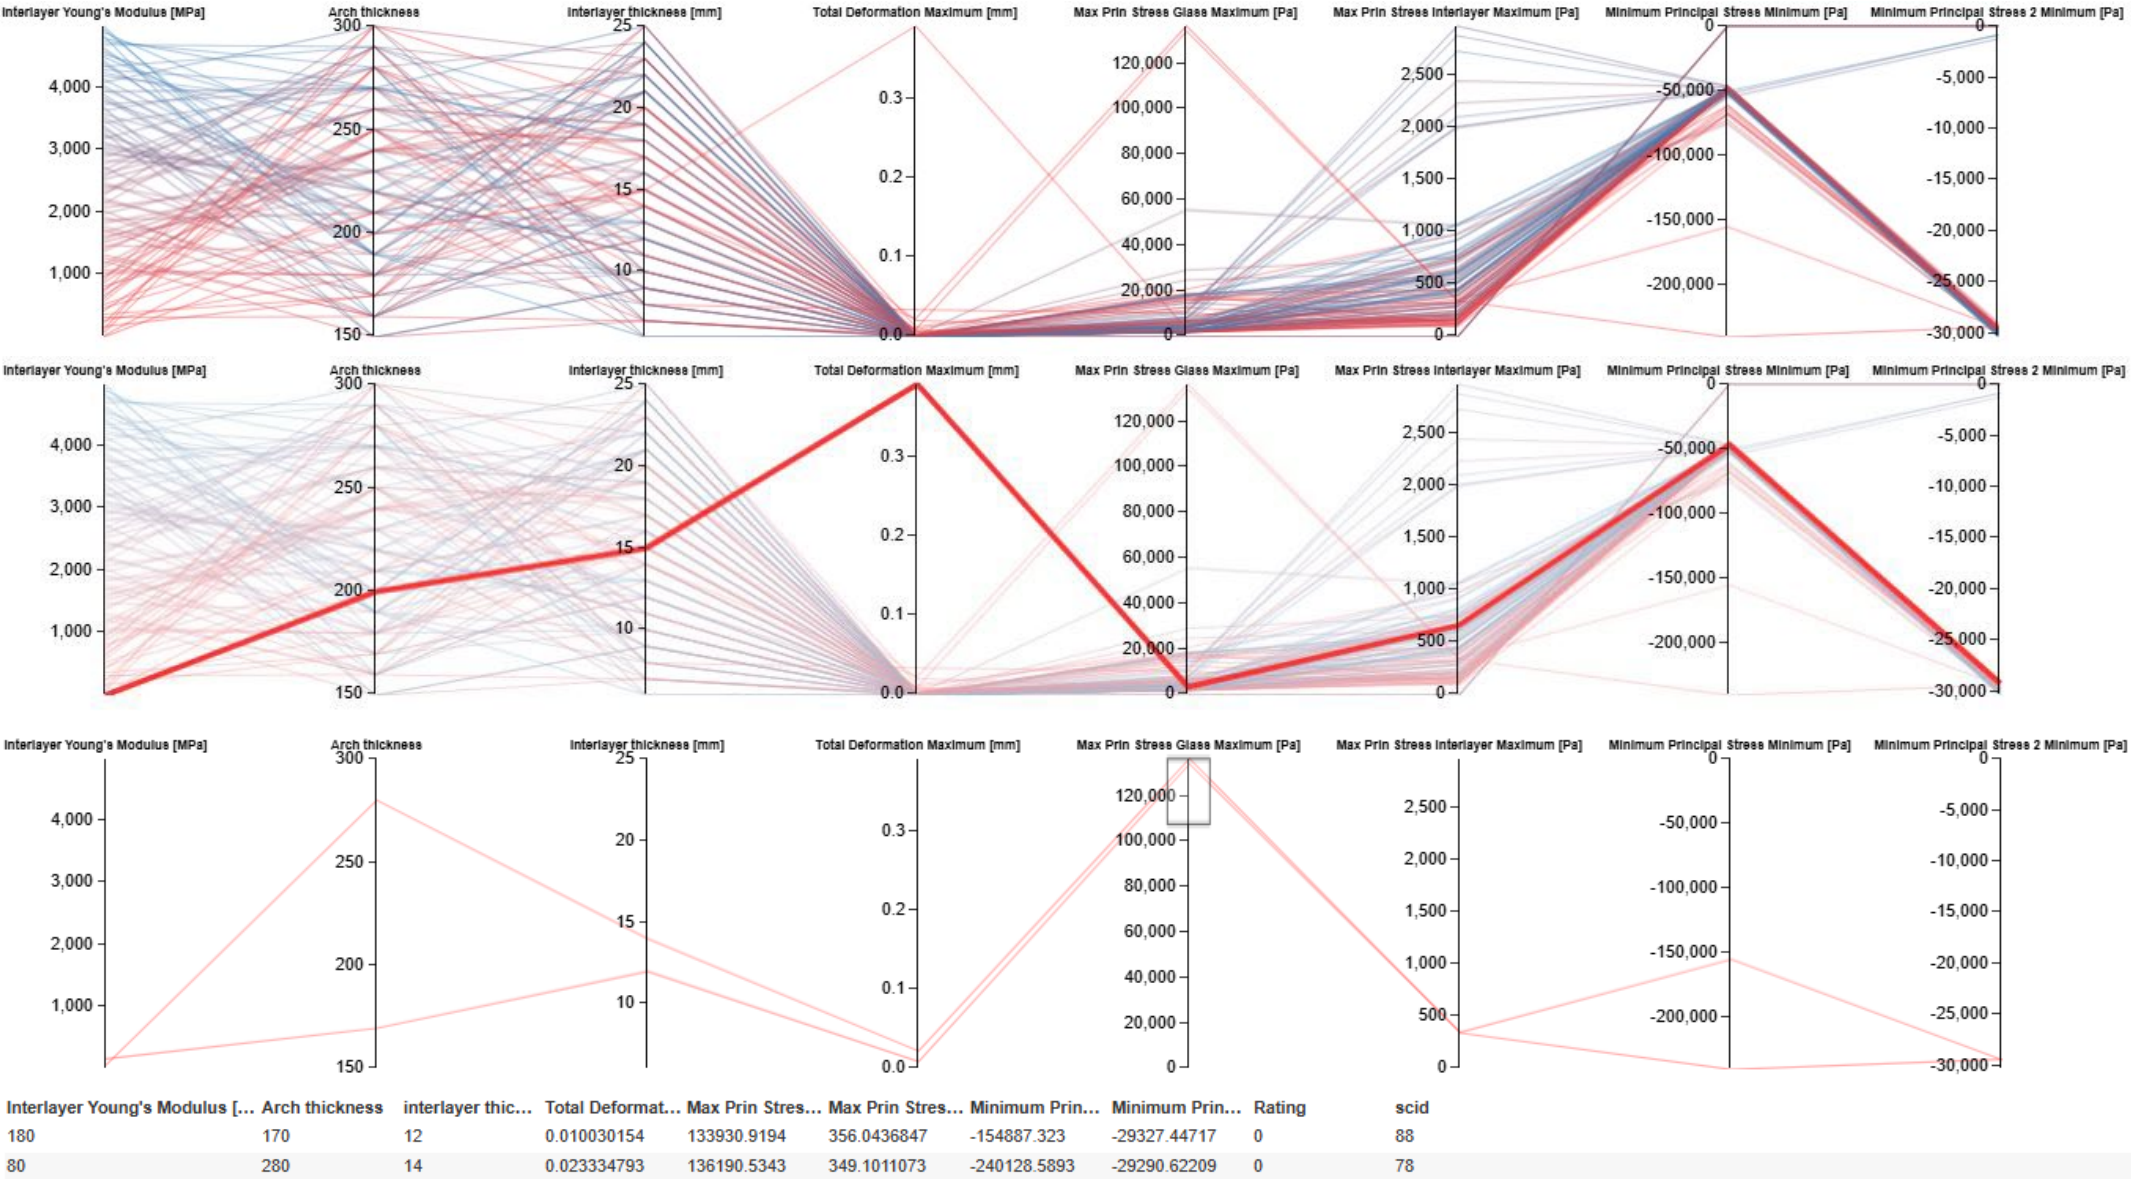 Interlayer Young's Modulus [MPa] Arch thickness Interlayer thickness [mm] Total Deformation Maximum [mm] Max Prin Stress Glass Maximum [Pa] Max Prin Stress Interlayer Maximum [Pa] Minimum Principal Stress Minimum [Pa] Minimum Principal Stress 2 Minimum [Pa]
300 25 0 0
120,000 2,500 -5,000
4,000 0.3 -50,000
20 100,000 2,000 -10,000
250
3,000 80,000 1,500 -100,000 -15,000
15 0.2
2,000 60,000 -150,000
200 1,000 -20,000
0.1 40,000
1,000 10 500 -200,000 -25,000
20,000
150 0.0 0 0 -30,000
Interlayer Young's Modulus [MPa] Arch thickness Interlayer thickness [mm] Total Deformation Maximum [mm] Max Prin Stress Glass Maximum [Pa] Max Prin Stress Interlayer Maximum [Pa] Minimum Principal Stress Minimum [Pa] Minimum Principal Stress 2 Minimum [Pa]
300 25 0 0
120,000 2,500 -5,000
4,000 0.3 -50,000
20 100,000 2,000 -10,000
250
3,000 80,000 1,500 -100,000 -15,000
15 0.2
2,000 60,000 -150,000
200 1,000 -20,000
0.1 40,000
1,000 10 500 -200,000 -25,000
20,000
150 0.0 0 0 -30,000
Interlayer Young's Modulus [MPa] Arch thickness Interlayer thickness [mm] Total Deformation Maximum [mm] Max Prin Stress Glass Maximum [Pa] Max Prin Stress Interlayer Maximum [Pa] Minimum Principal Stress Minimum [Pa] Minimum Principal Stress 2 Minimum [Pa]
300 25 0 0
120,000 2,500 -5,000
4,000 0.3 -50,000
20 100,000 2,000 -10,000
250
3,000 80,000 1,500 -100,000 -15,000
15 0.2
2,000 60,000 -150,000
200 1,000 -20,000
0.1 40,000
1,000 10 500 -200,000 -25,000
20,000
150 0.0 0 0 -30,000
Interlayer Young's Modulus [... Arch thickness interlayer thic... Total Deformat... Max Prin Stres... Max Prin Stres... Minimum Prin... Minimum Prin... Rating scid
180 170 12 0.010030154 133930.9194 356.0436847 -154887.323 -29327.44717 0 88
80 280 14 0.023334793 136190.5343 349.1011073 -240128.5893 -29290.62209 0 78